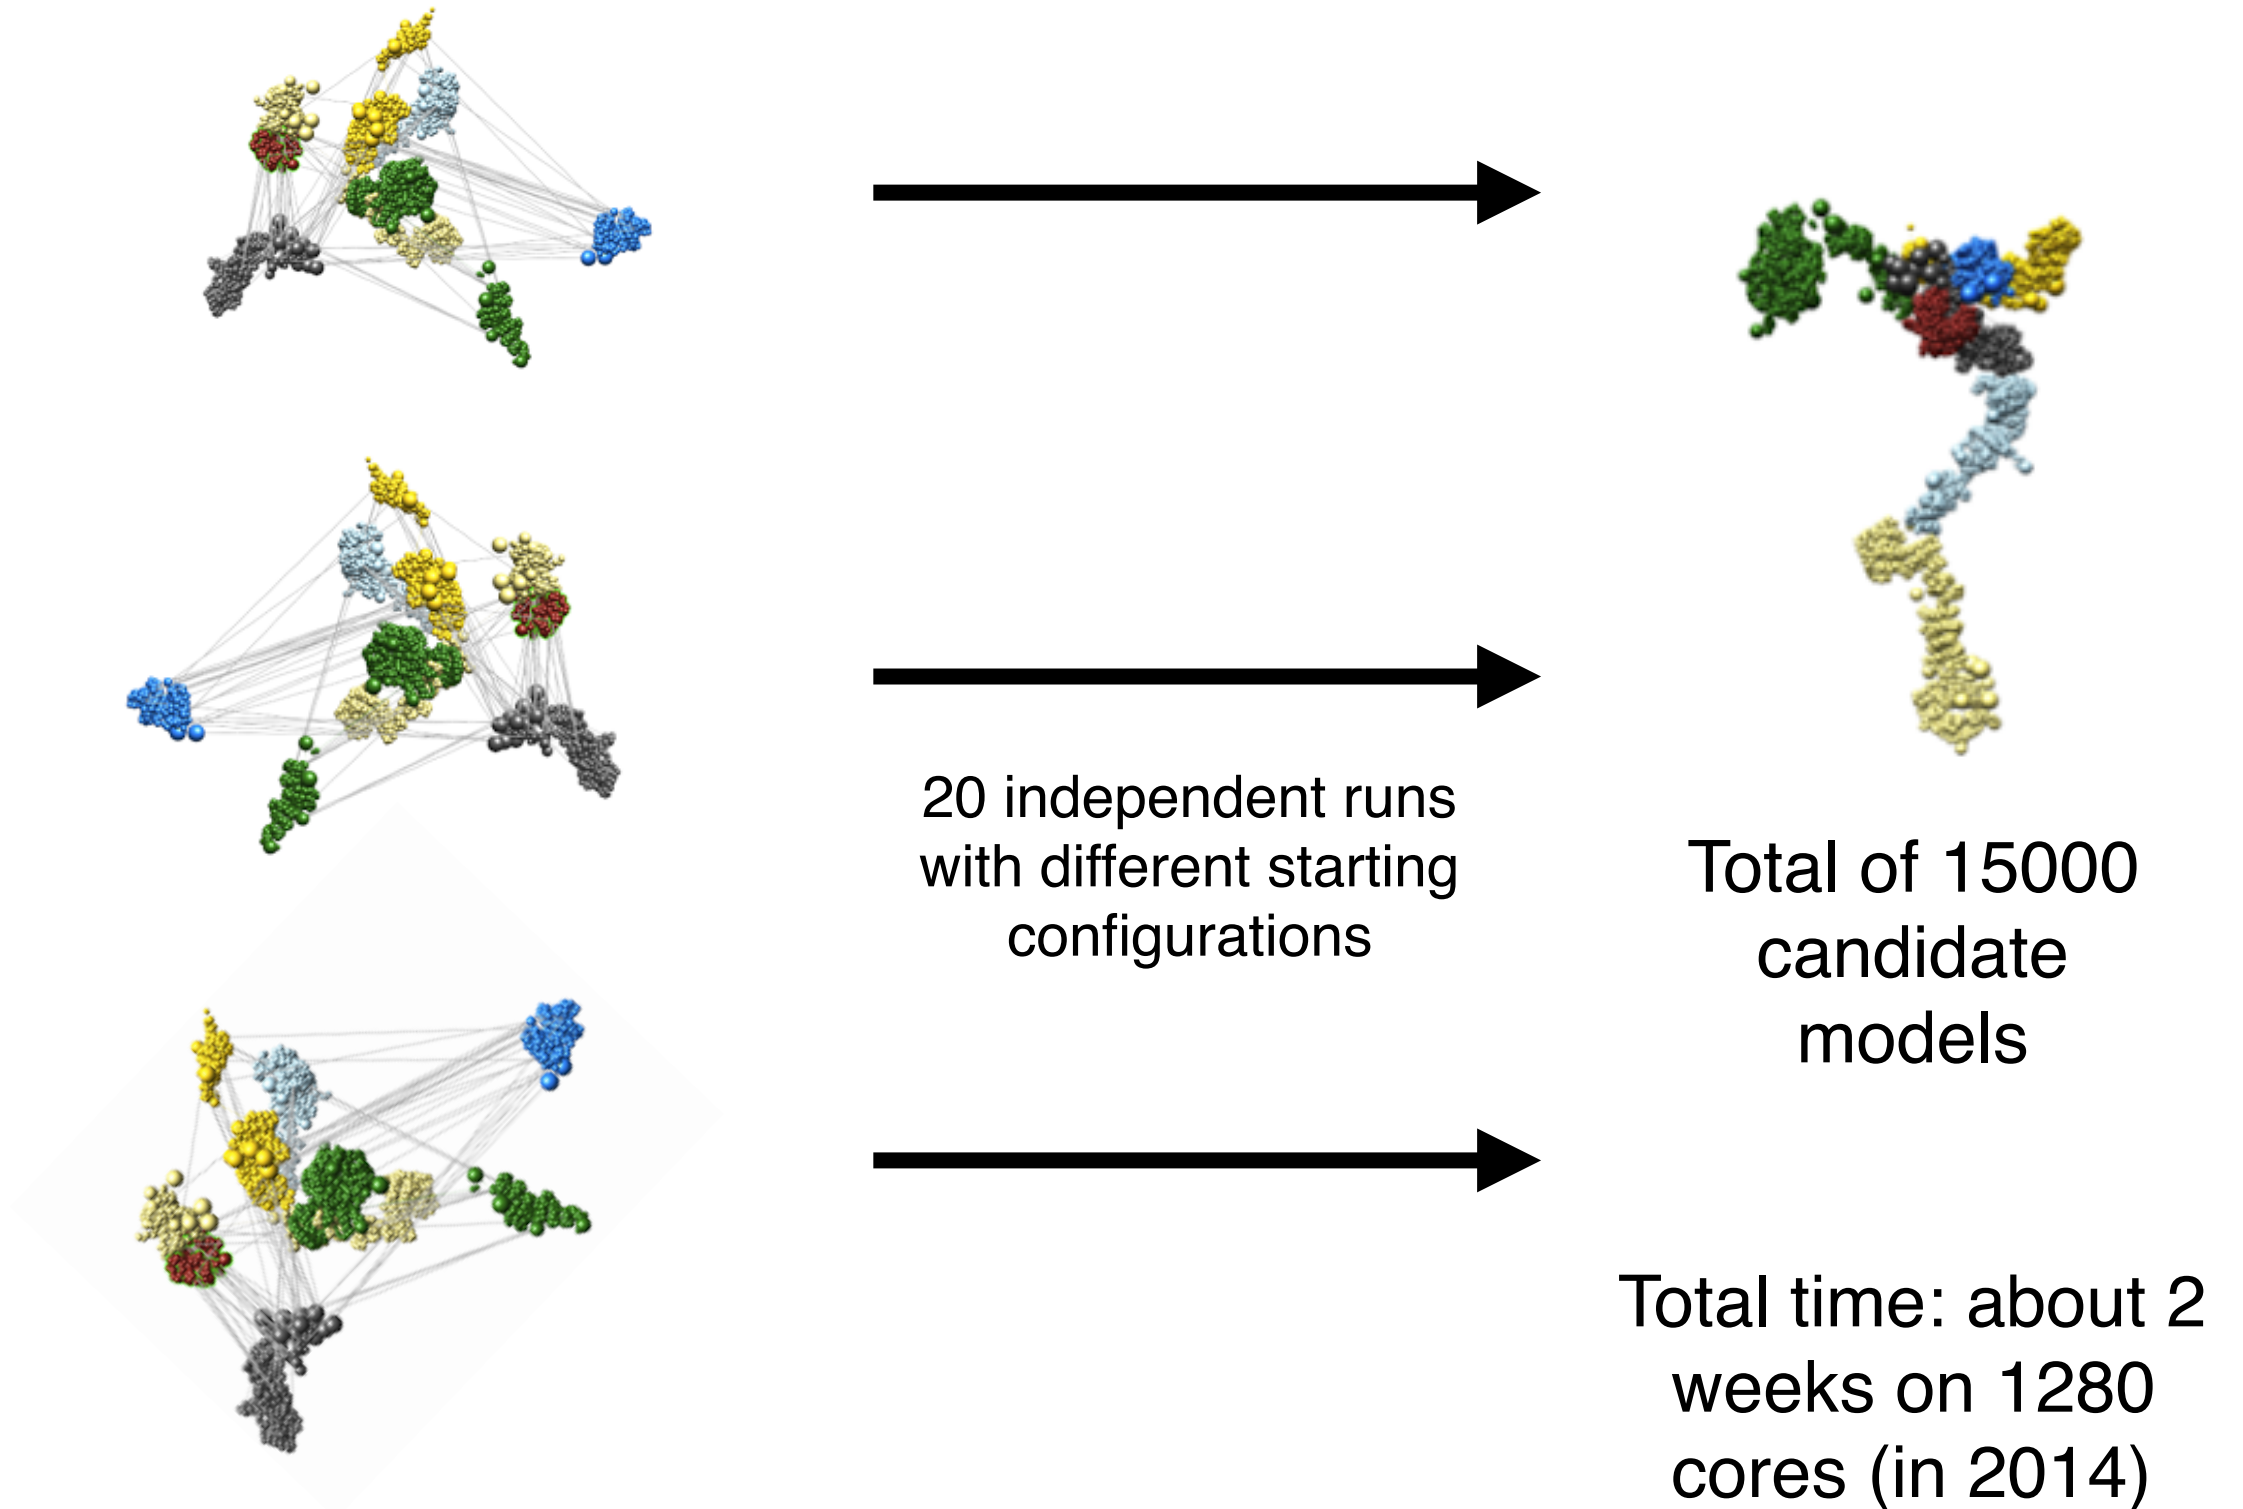 20 independent runs
with different starting
configurations
Total of 15000
candidate
models
Total time: about 2
weeks on 1280
cores (in 2014)